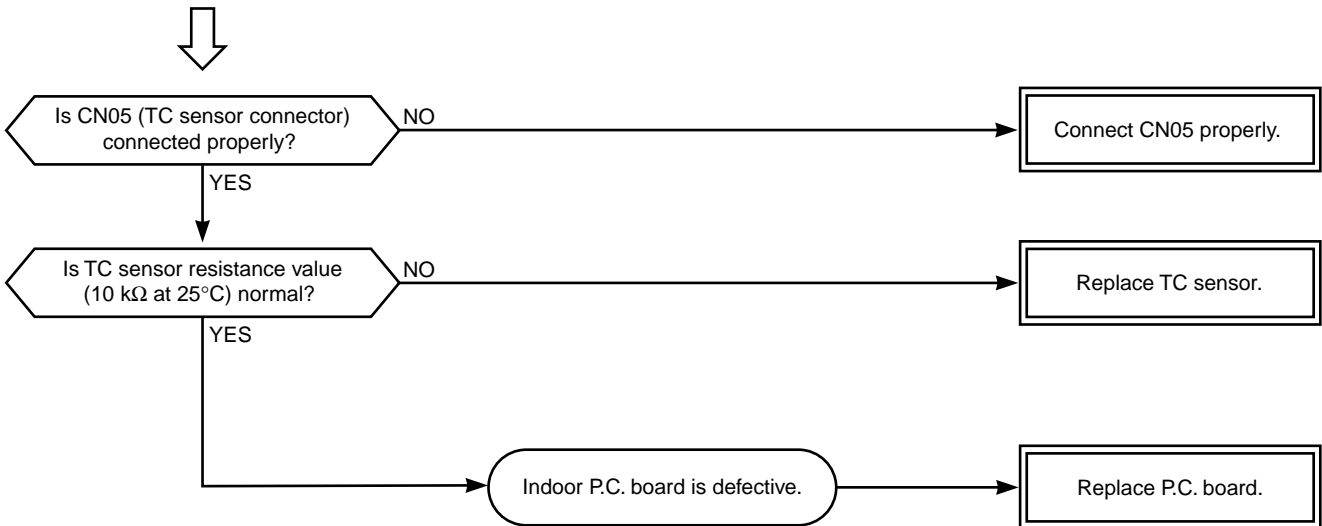 Is CN05 (TC sensor connector)
connected properly?
NO
Connect CN05 properly.
YES
Is TC sensor resistance value
(10 kΩ at 25°C) normal?
NO
Replace TC sensor.
YES
Indoor P.C. board is defective.
Replace P.C. board.